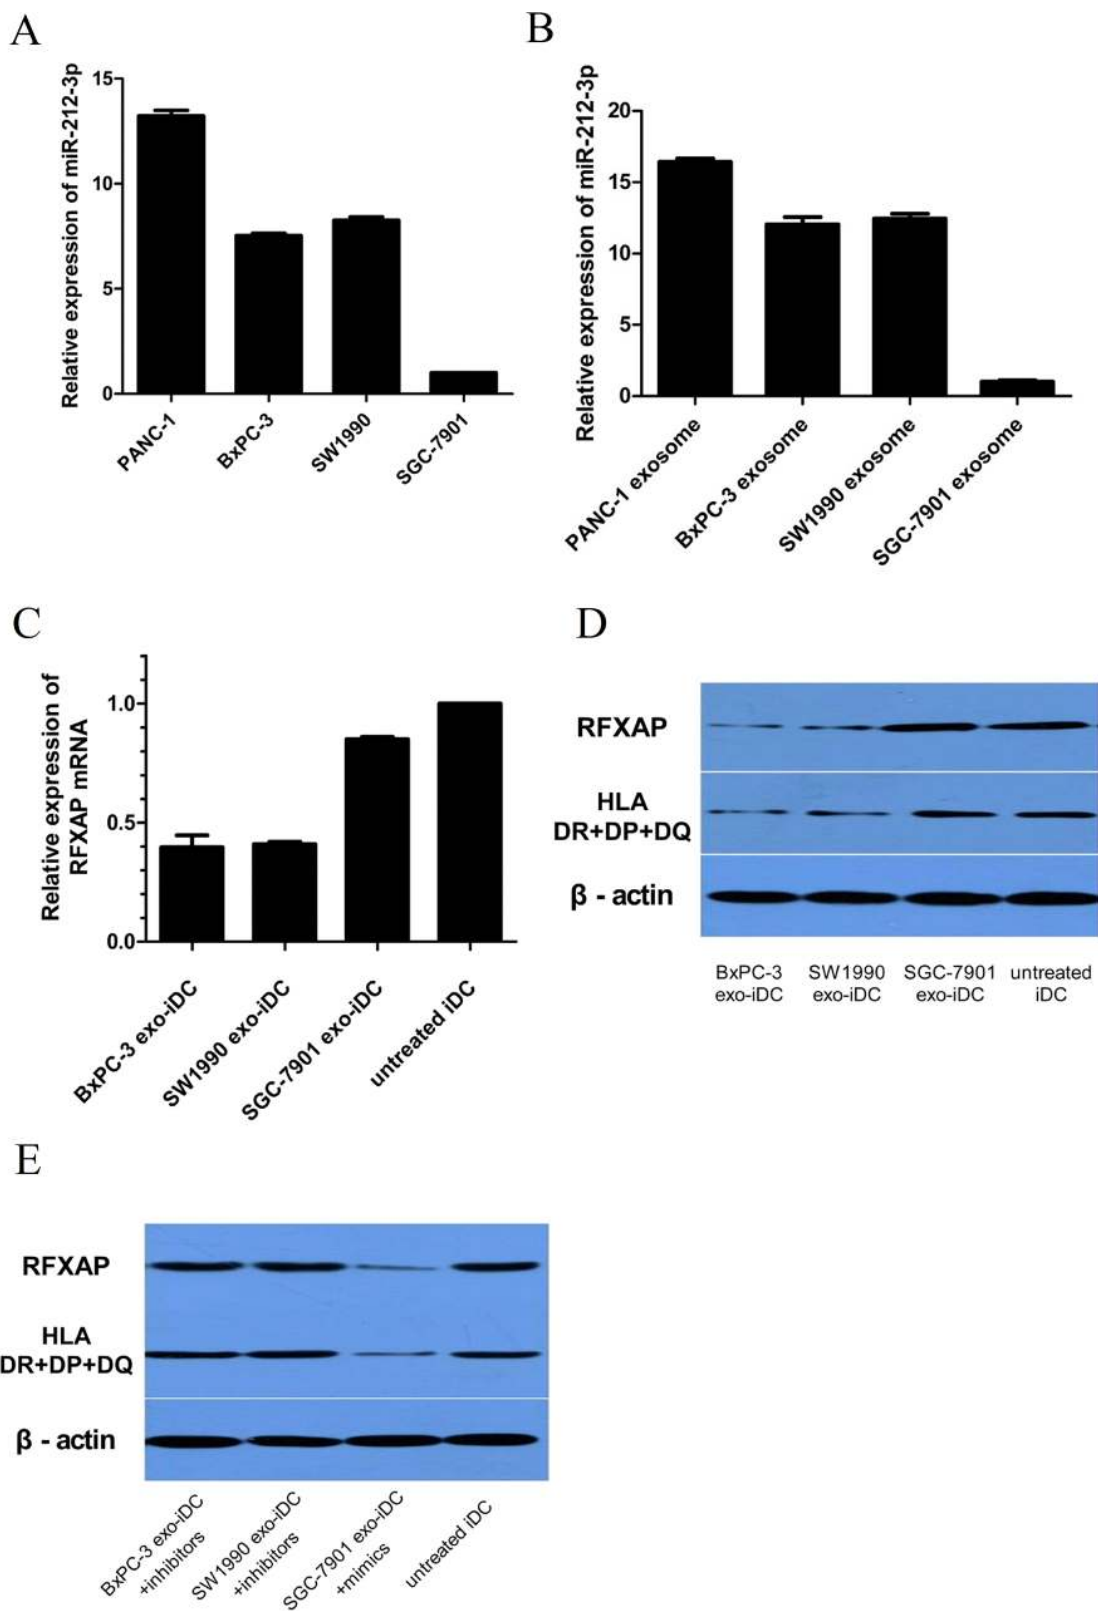 A
Relative expression of miR-212-3p
15
10
5
0
PANC-1
BxPC-3
SW1990
SGC-7901
B
Relative expression of miR-212-3p
20
15
10
5
0
PANC-1 exosome
BxPC-3 exosome
SW1990 exosome
SGC-7901 exosome
C
Relative expression of
RFXAP mRNA
1.0
0.5
0.0
BxPC-3 exo-iDC
SW1990 exo-iDC
SGC-7901 exo-iDC
untreated iDC
D
RFXAP
HLA
DR+DP+DQ
β - actin
BxPC-3
exo-iDC
SW1990
exo-iDC
SGC-7901
exo-iDC
untreated
iDC
E
RFXAP
HLA
DR+DP+DQ
β - actin
BxPC-3 exo-iDC
+inhibitors
SW1990 exo-iDC
+inhibitors
SGC-7901 exo-iDC
+mimics
untreated iDC